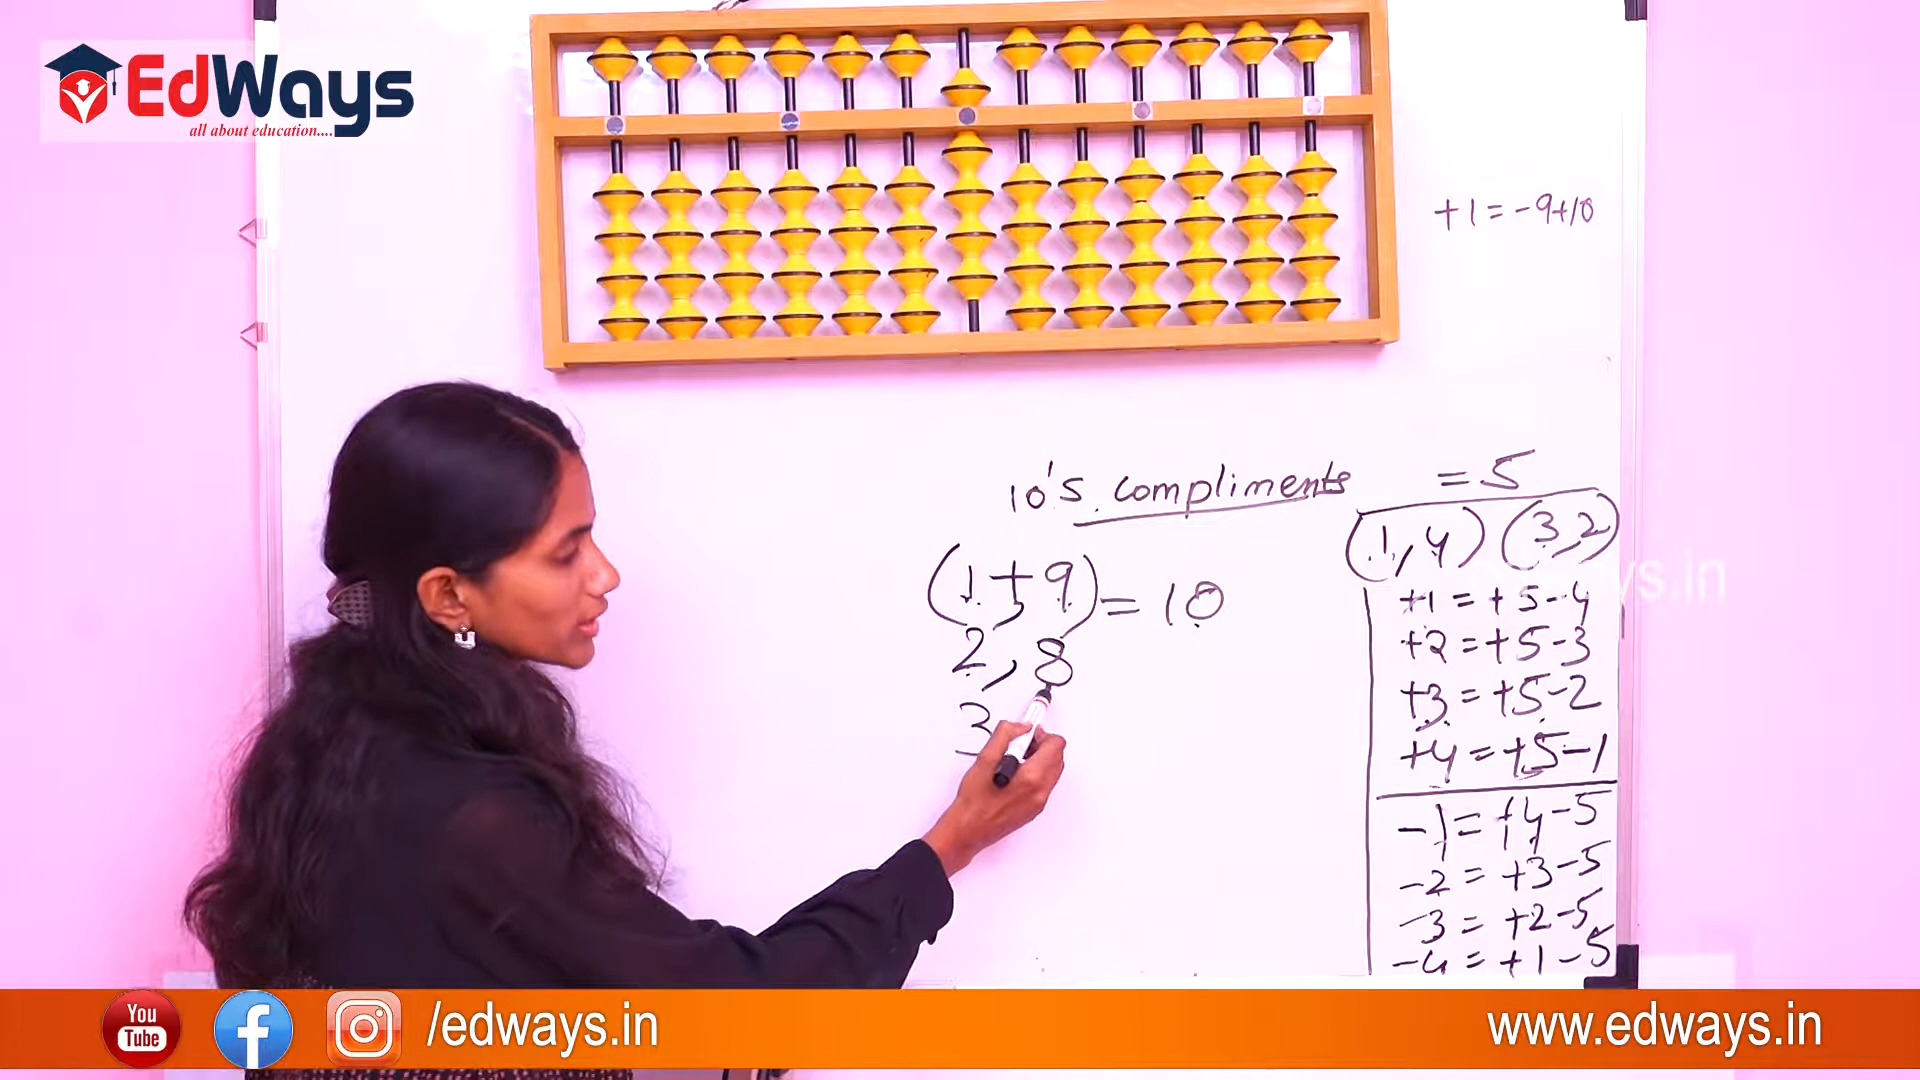 EdWays
all about education....
+1=-9+10
10's compliments
(1+9)=10
2,8
3
=5
(1,4) (3,2)
+1=+5-4
+2=+5-3
+3=+5-2
+4=+5-1
-1=+4-5
-2=+3-5
-3=+2-5
-4=+1-5
ys.in
You
Tube
/edways.in
www.edways.in